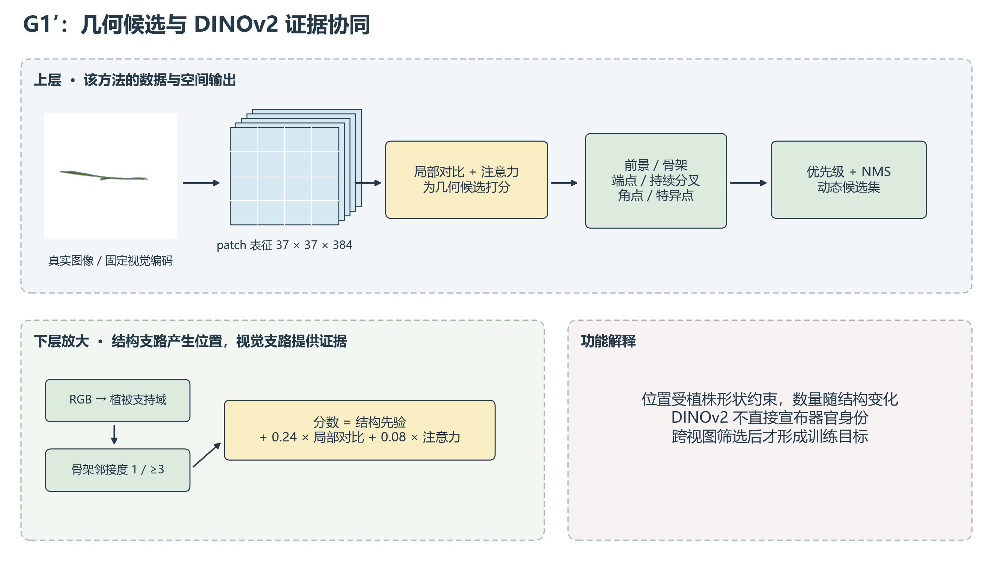 G1′：几何候选与 DINOv2 证据协同
上层 • 该方法的数据与空间输出
真实图像 / 固定视觉编码
patch 表征 37 × 37 × 384
局部对比 + 注意力
为几何候选打分
前景 / 骨架
端点 / 持续分叉
角点 / 特异点
优先级 + NMS
动态候选集
下层放大 • 结构支路产生位置，视觉支路提供证据
RGB → 植被支持域
骨架邻接度 1 / ≥3
分数 = 结构先验
+ 0.24 × 局部对比 + 0.08 × 注意力
功能解释
位置受植株形状约束，数量随结构变化
DINOv2 不直接宣布器官身份
跨视图筛选后才形成训练目标